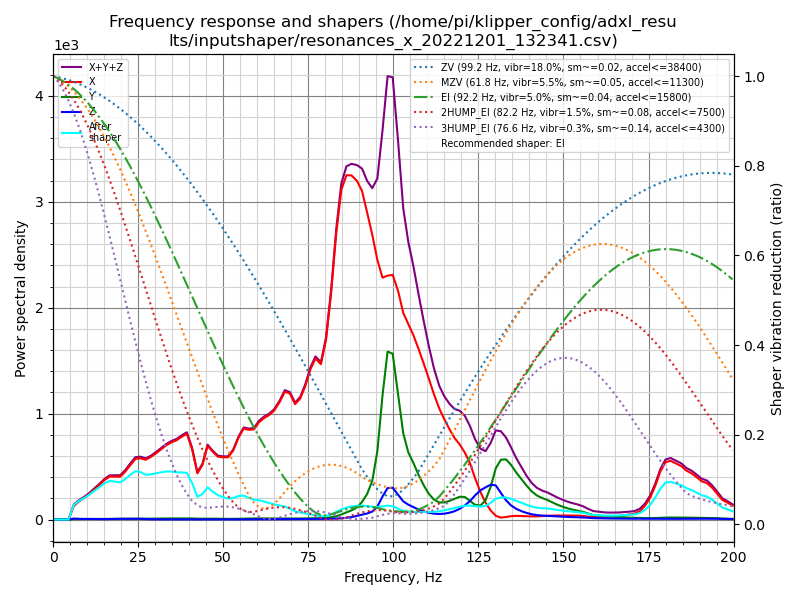 Frequency response and shapers (/home/pi/klipper_config/adxl_resu
lts/inputshaper/resonances_x_20221201_132341.csv)
1e3
X+Y+Z
X
Y
Z
After
shaper
ZV (99.2 Hz, vibr=18.0%, sm~=0.02, accel<=38400)
MZV (61.8 Hz, vibr=5.5%, sm~=0.05, accel<=11300)
EI (92.2 Hz, vibr=5.0%, sm~=0.04, accel<=15800)
2HUMP_EI (82.2 Hz, vibr=1.5%, sm~=0.08, accel<=7500)
3HUMP_EI (76.6 Hz, vibr=0.3%, sm~=0.14, accel<=4300)
Recommended shaper: EI
Power spectral density
4
3
2
1
0
1.0
0.8
0.6
0.4
0.2
0.0
Shaper vibration reduction (ratio)
0 25 50 75 100 125 150 175 200
Frequency, Hz